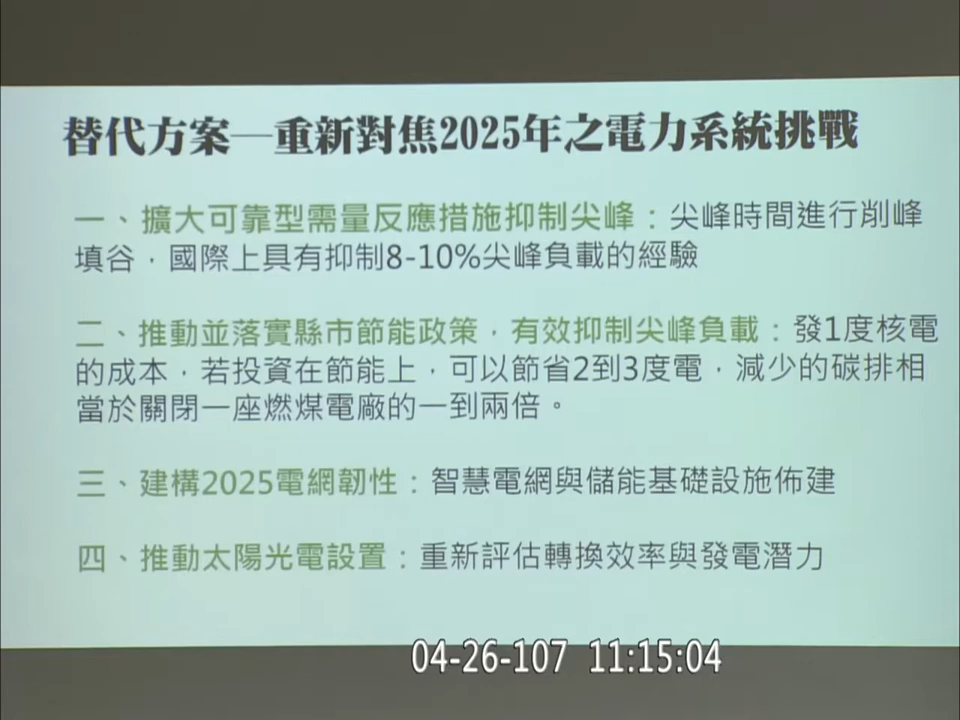 替代方案—重新對焦2025年之電力系統挑戰
一、擴大可靠型需量反應措施抑制尖峰：尖峰時間進行削峰
填谷，國際上具有抑制8-10%尖峰負載的經驗
二、推動並落實縣市節能政策，有效抑制尖峰負載：發1度核電
的成本，若投資在節能上，可以節省2到3度電，減少的碳排相
當於關閉一座燃煤電廠的一到兩倍。
三、建構2025電網韌性：智慧電網與儲能基礎設施佈建
四、推動太陽光電設置：重新評估轉換效率與發電潛力
04-26-107 11:15:04